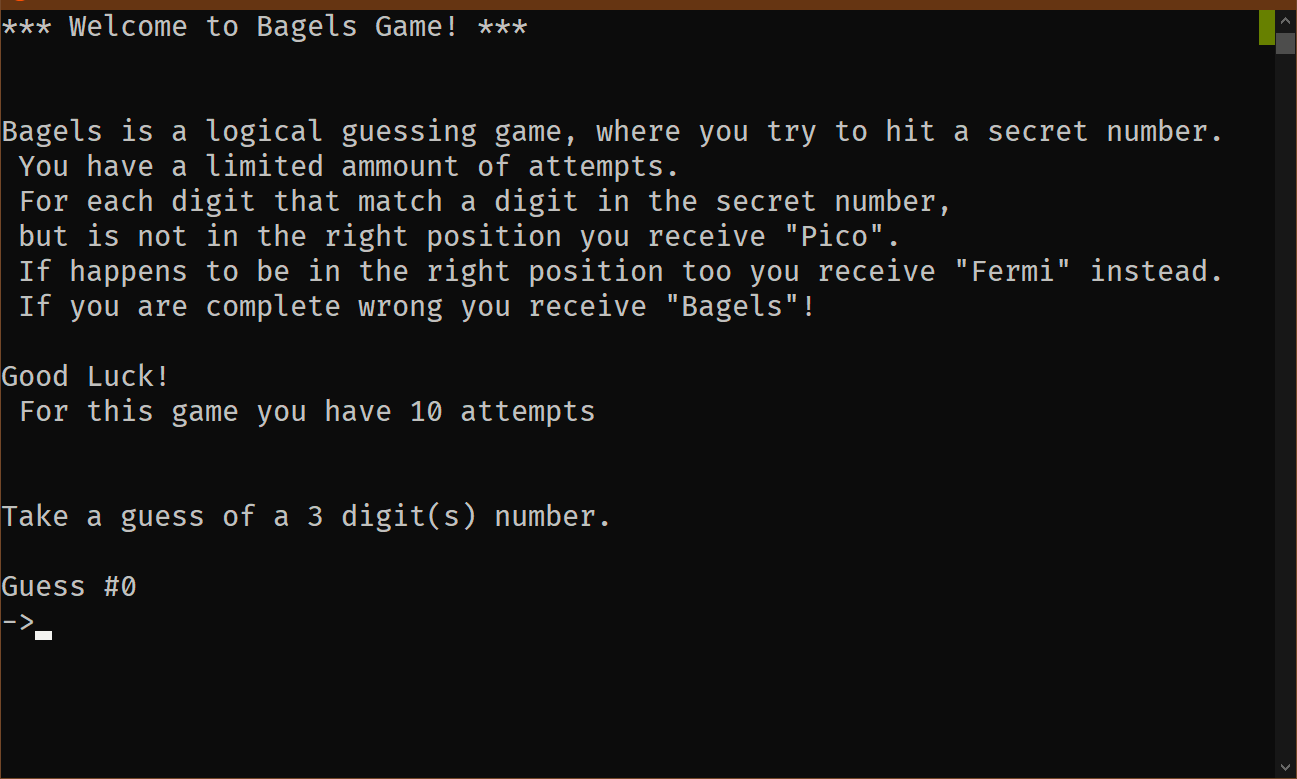 *** Welcome to Bagels Game! ***
Bagels is a logical guessing game, where you try to hit a secret number.
You have a limited ammount of attempts.
For each digit that match a digit in the secret number,
but is not in the right position you receive "Pico".
If happens to be in the right position too you receive "Fermi" instead.
If you are complete wrong you receive "Bagels"!
Good Luck!
For this game you have 10 attempts
Take a guess of a 3 digit(s) number.
Guess #0
->